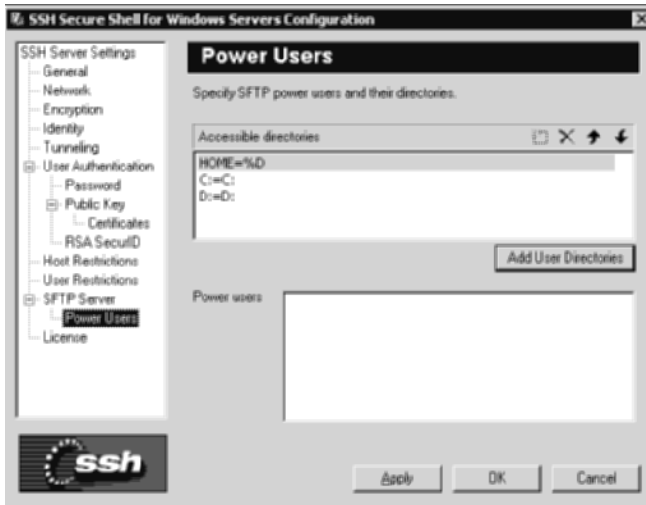 SSH Secure Shell for Windows Servers Configuration
SSH Server Settings
General
Network
Encryption
Identity
Tunneling
User Authentication
Password
Public Key
Certificates
RSA SecurID
Host Restrictions
User Restrictions
SFTP Server
Power Users
License
ssh
Power Users
Specify SFTP power users and their directories.
Accessible directories
HOME=%D
C:=C:
D:=D:
Add User Directories
Power users
Apply
OK
Cancel